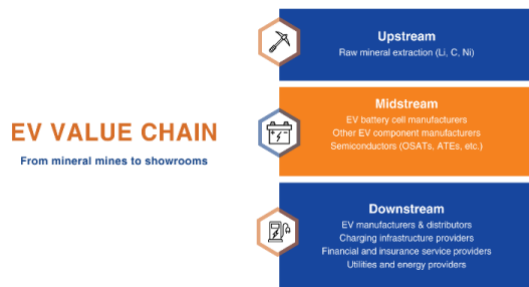 EV VALUE CHAIN
From mineral mines to showrooms
Upstream
Raw mineral extraction (Li, C, Ni)
Midstream
EV battery cell manufacturers
Other EV component manufacturers
Semiconductors (OSATs, ATEs, etc.)
Downstream
EV manufacturers & distributors
Charging infrastructure providers
Financial and insurance service providers
Utilities and energy providers